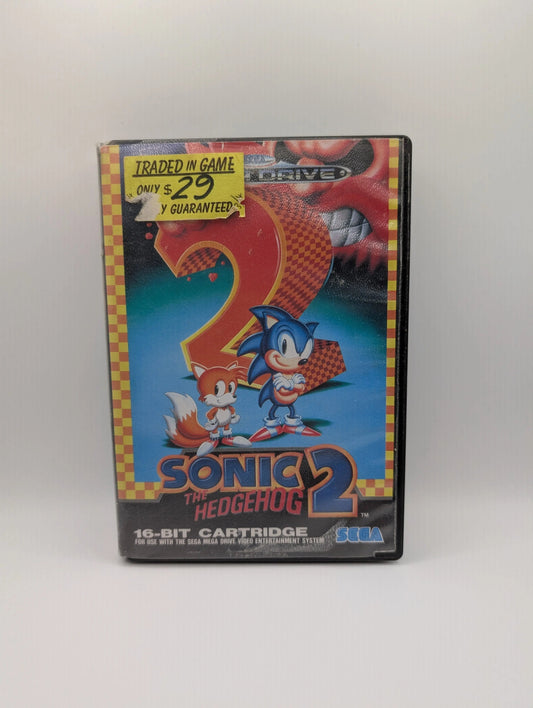 TRADED IN GAME
ONLY $ 29
Y GUARANTEED
DRIVE
2
SONIC 2
THE
HEDGEHOG
TM
16-BIT CARTRIDGE
FOR USE WITH THE SEGA MEGA DRIVE VIDEO ENTERTAINMENT SYSTEM
SEGA